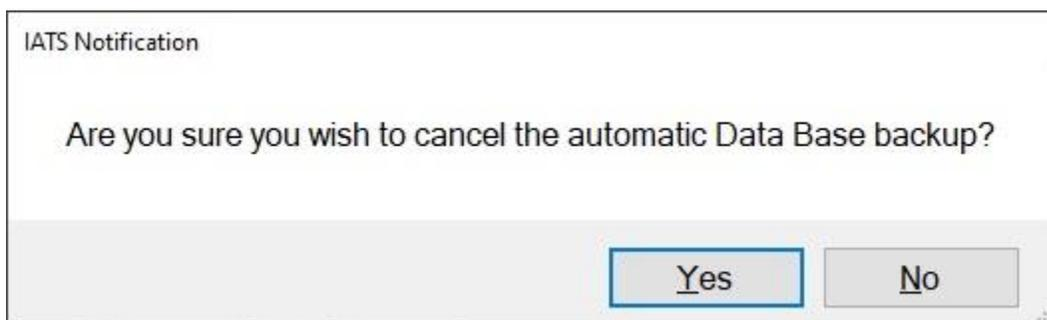 IATS Notification
Are you sure you wish to cancel the automatic Data Base backup?
Yes No